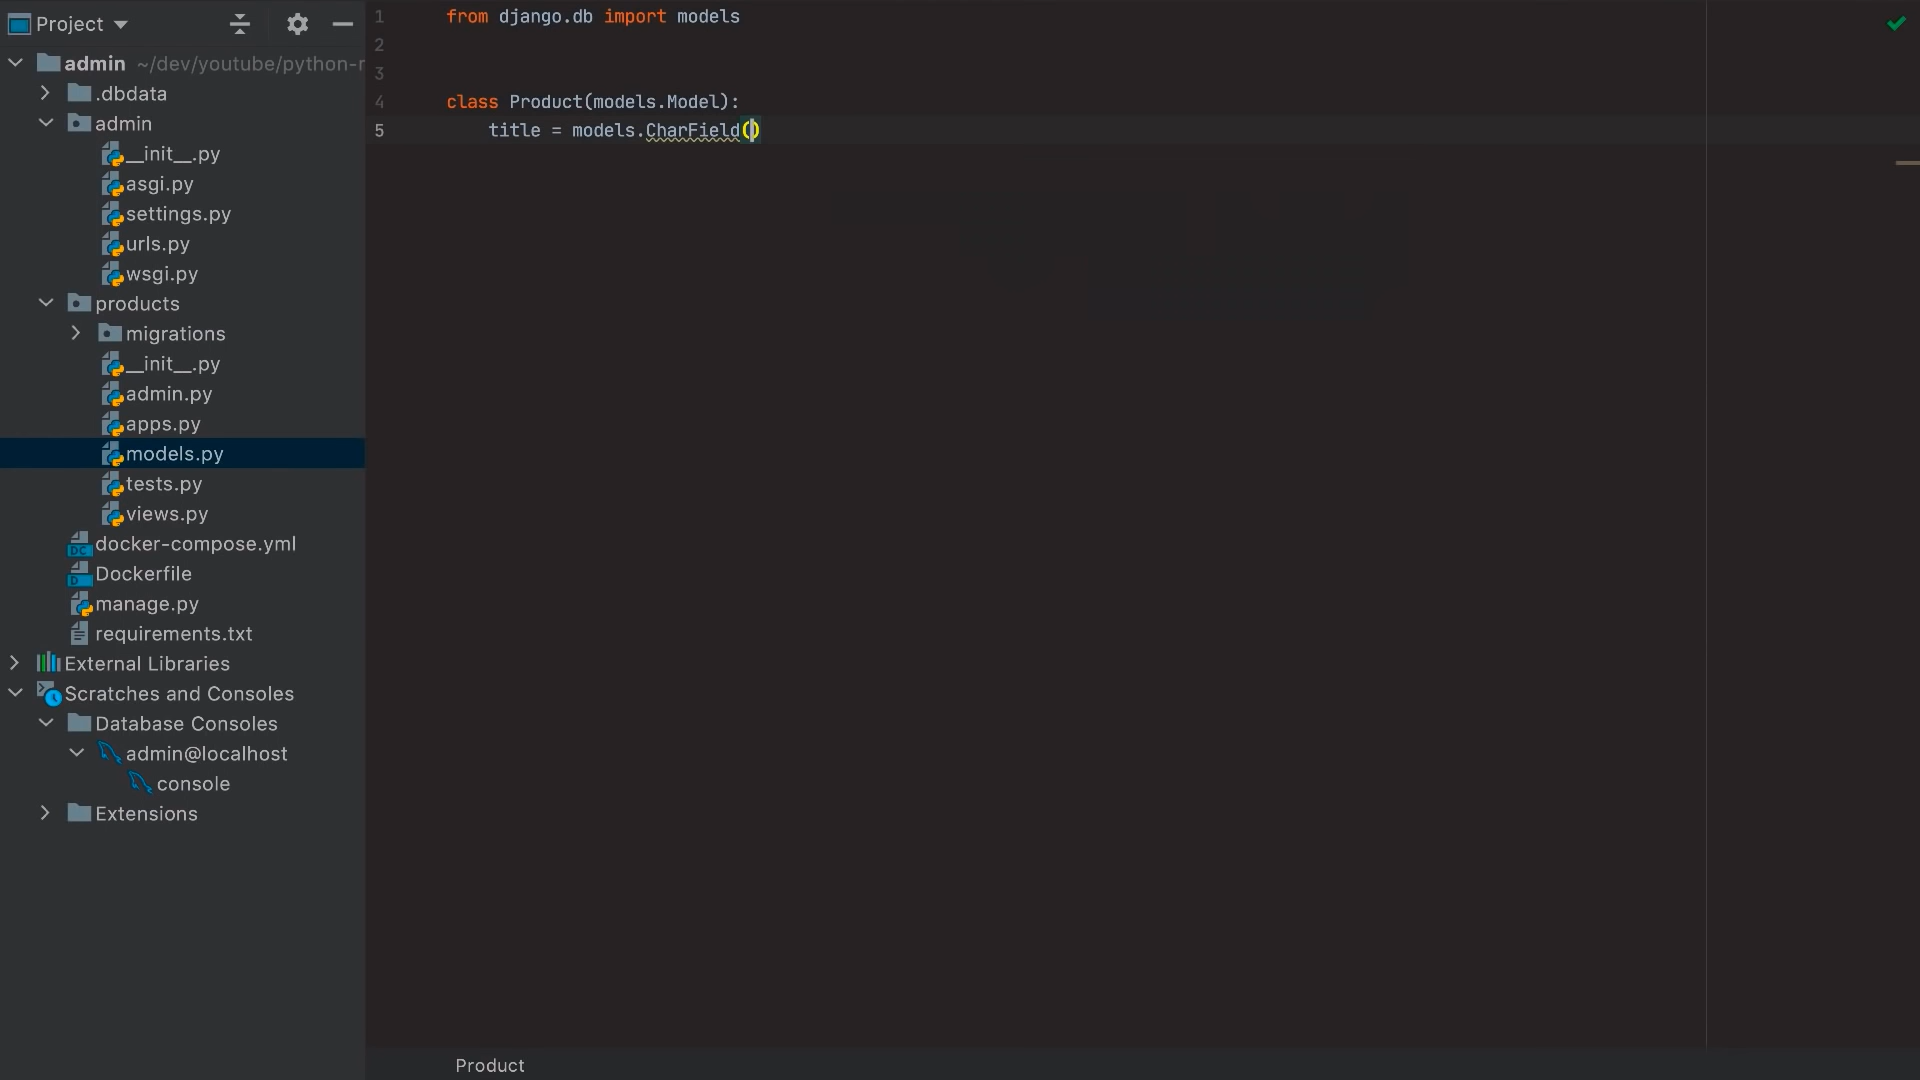 Project
admin ~/dev/youtube/python-r
.dbdata
admin
__init__.py
asgi.py
settings.py
urls.py
wsgi.py
products
migrations
__init__.py
admin.py
apps.py
models.py
tests.py
views.py
docker-compose.yml
Dockerfile
manage.py
requirements.txt
External Libraries
Scratches and Consoles
Database Consoles
admin@localhost
console
Extensions
1 from django.db import models
2
3
4 class Product(models.Model):
5 title = models.CharField()
Product